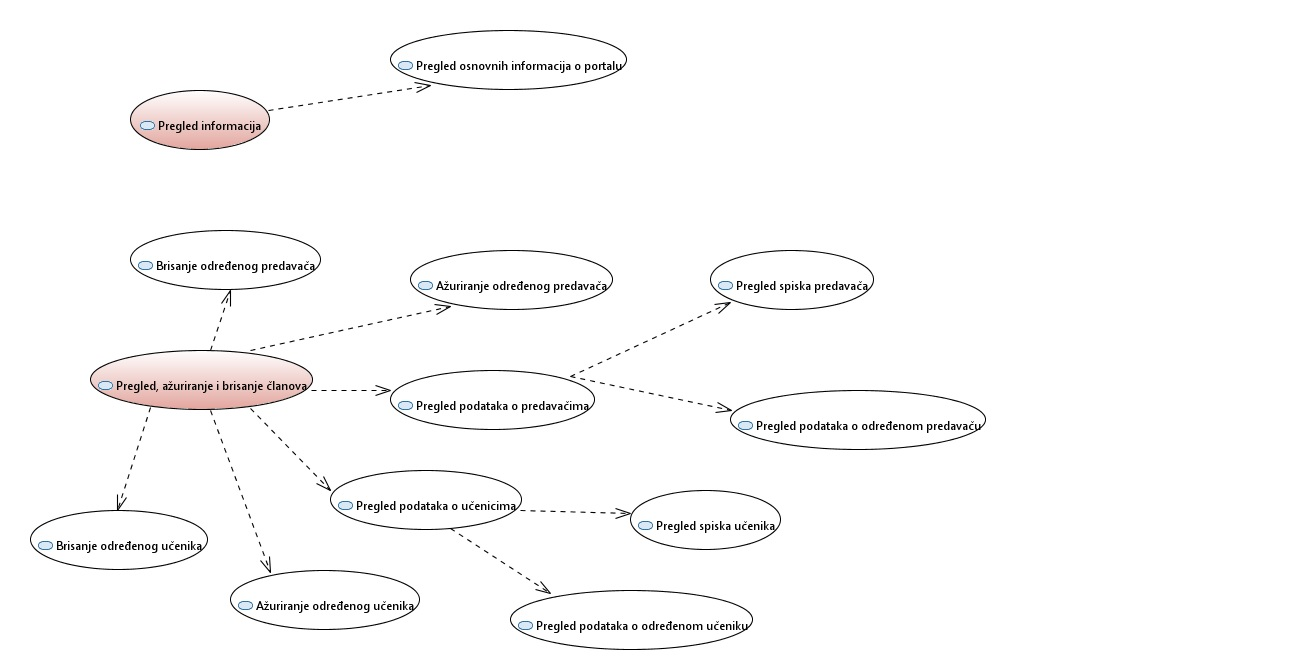 Pregled osnovnih informacija o portalu
Pregled informacija
Brisanje određenog predavača
Ažuriranje određenog predavača
Pregled spiska predavača
Pregled, ažuriranje i brisanje članova
Pregled podataka o predavačima
Pregled podataka o određenom predavaču
Pregled podataka o učenicima
Pregled spiska učenika
Brisanje određenog učenika
Ažuriranje određenog učenika
Pregled podataka o određenom učeniku